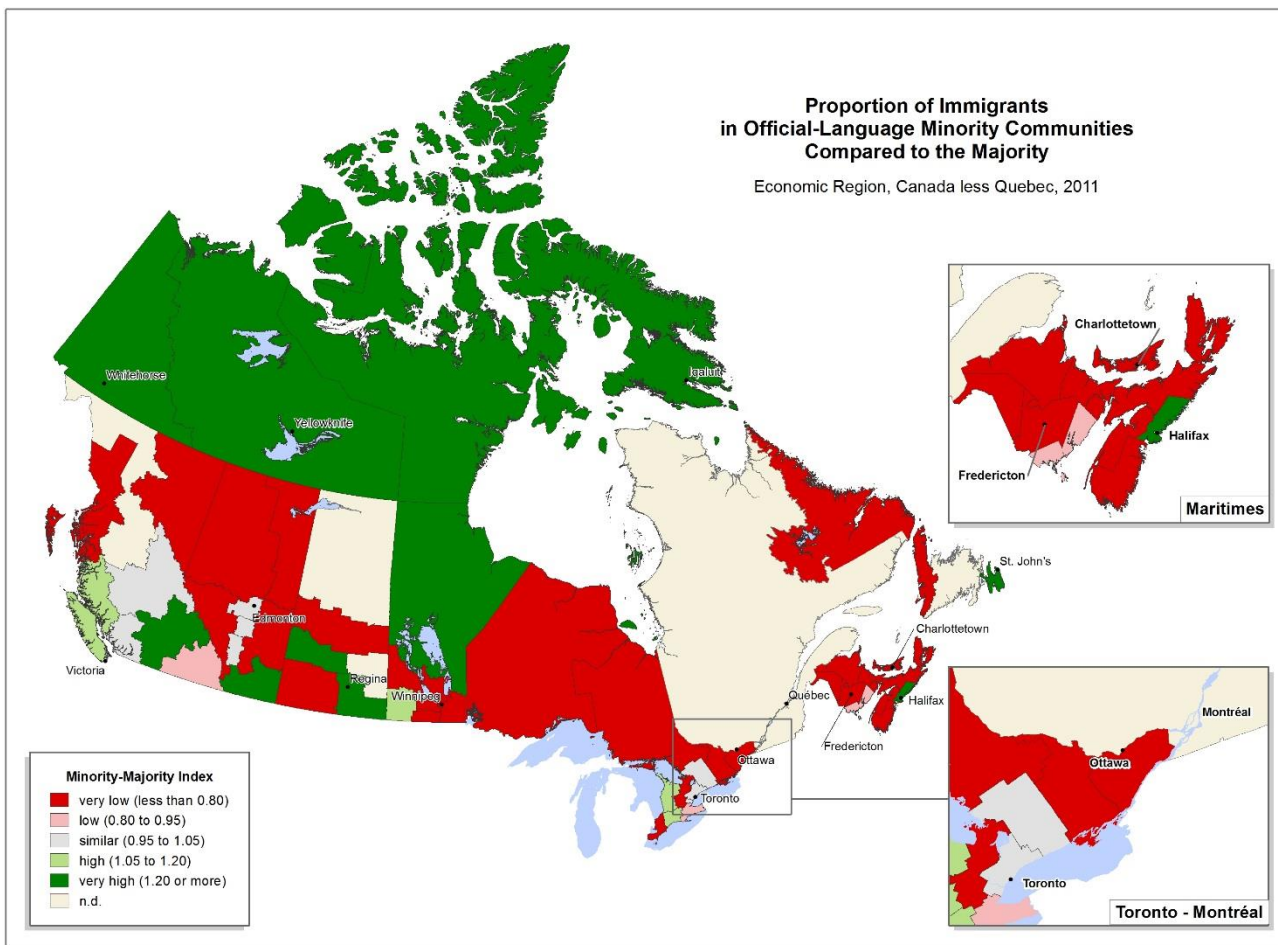 Proportion of Immigrants
in Official-Language Minority Communities
Compared to the Majority
Economic Region, Canada less Quebec, 2011
Whitehorse
Yellowknife
Iqaluit
Edmonton
Victoria
Regina
Winnipeg
St. John's
Charlottetown
Québec
Halifax
Fredericton
Ottawa
Toronto
Charlottetown
Halifax
Fredericton
Maritimes
Montréal
Ottawa
Toronto
Toronto - Montréal
Minority-Majority Index
very low (less than 0.80)
low (0.80 to 0.95)
similar (0.95 to 1.05)
high (1.05 to 1.20)
very high (1.20 or more)
n.d.